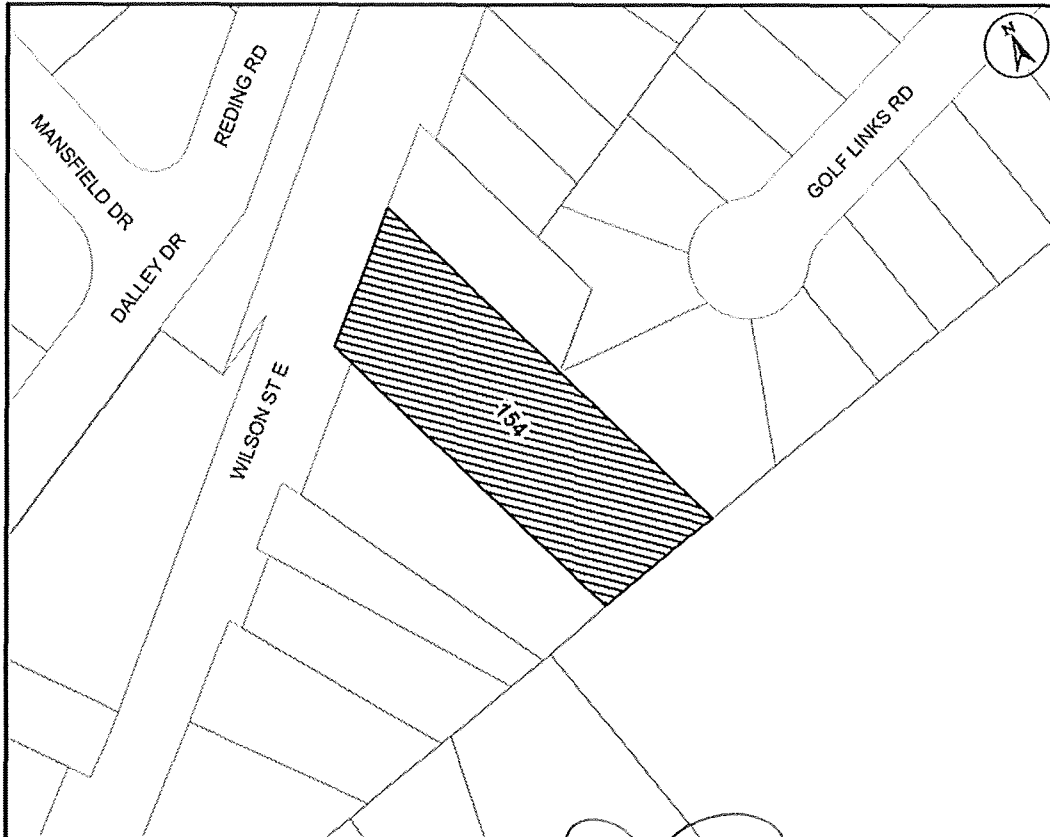 N
REDING RD
MANSFIELD DR
GOLF LINKS RD
DALLEY DR
WILSON ST E
154